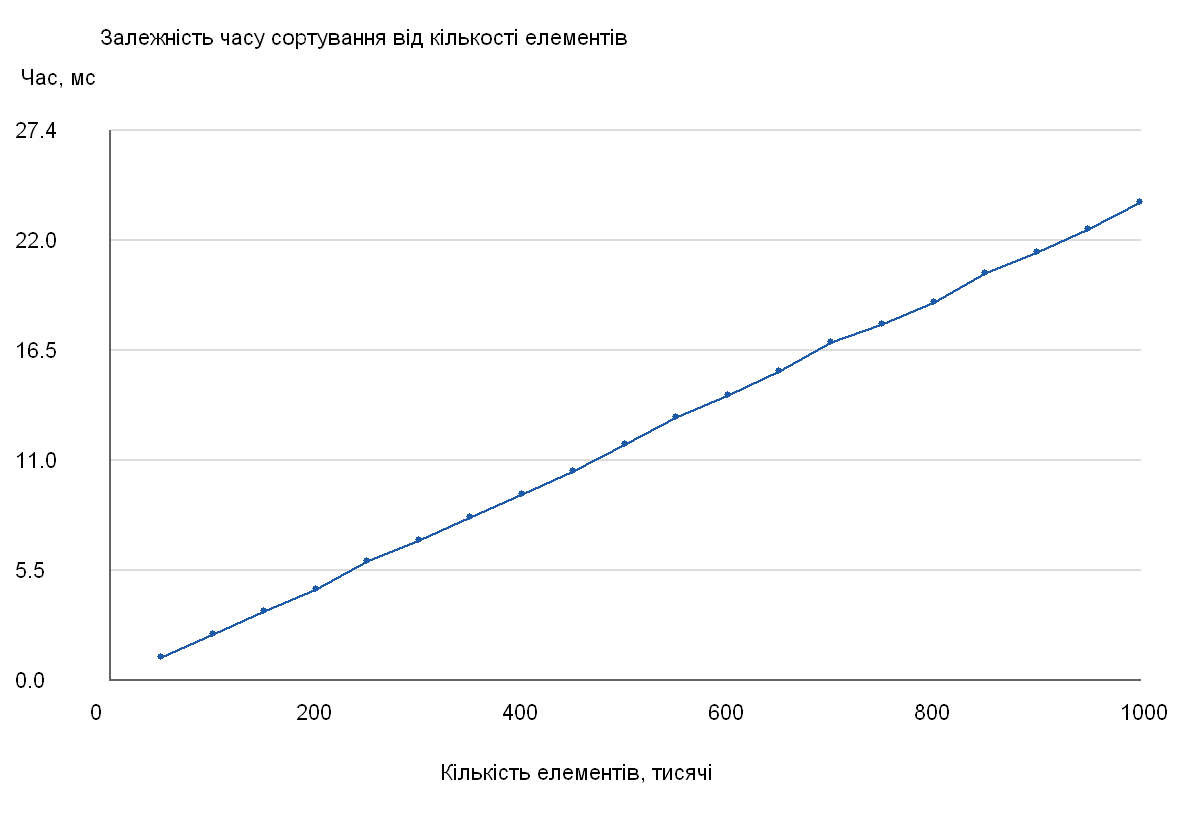 Залежність часу сортування від кількості елементів
Час, мс
27.4
22.0
16.5
11.0
5.5
0.0
0 200 400 600 800 1000
Кількість елементів, тисячі